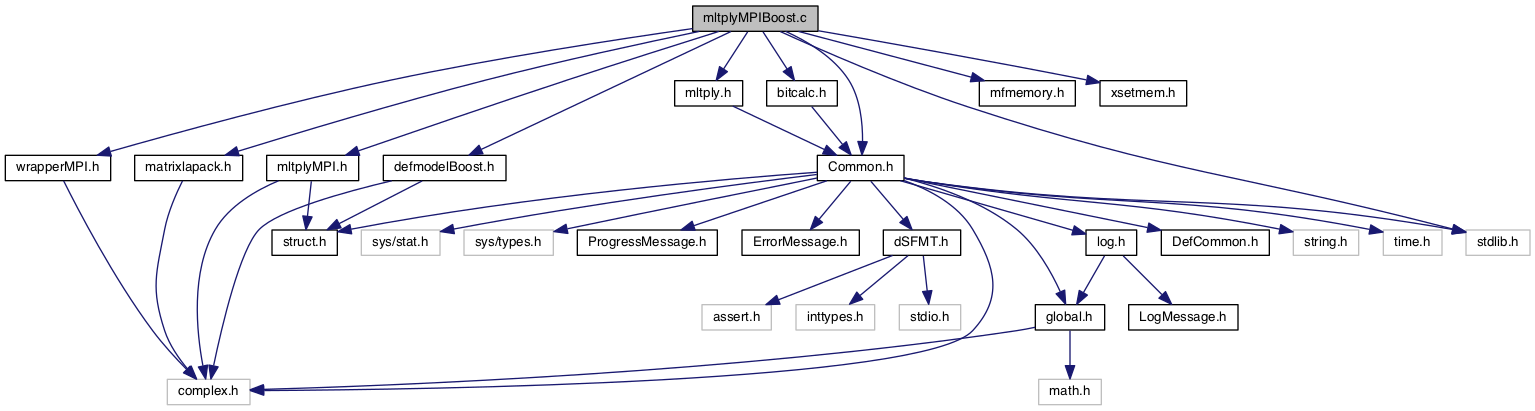 mltplyMPIBoost.c
mltply.h
bitcalc.h
mfmemory.h
xsetmem.h
wrapperMPI.h
matrixlapack.h
mltplyMPI.h
defmodelBoost.h
Common.h
struct.h
sys/stat.h
sys/types.h
ProgressMessage.h
ErrorMessage.h
dSFMT.h
log.h
DefCommon.h
string.h
time.h
stdlib.h
assert.h
inttypes.h
stdio.h
global.h
LogMessage.h
complex.h
math.h